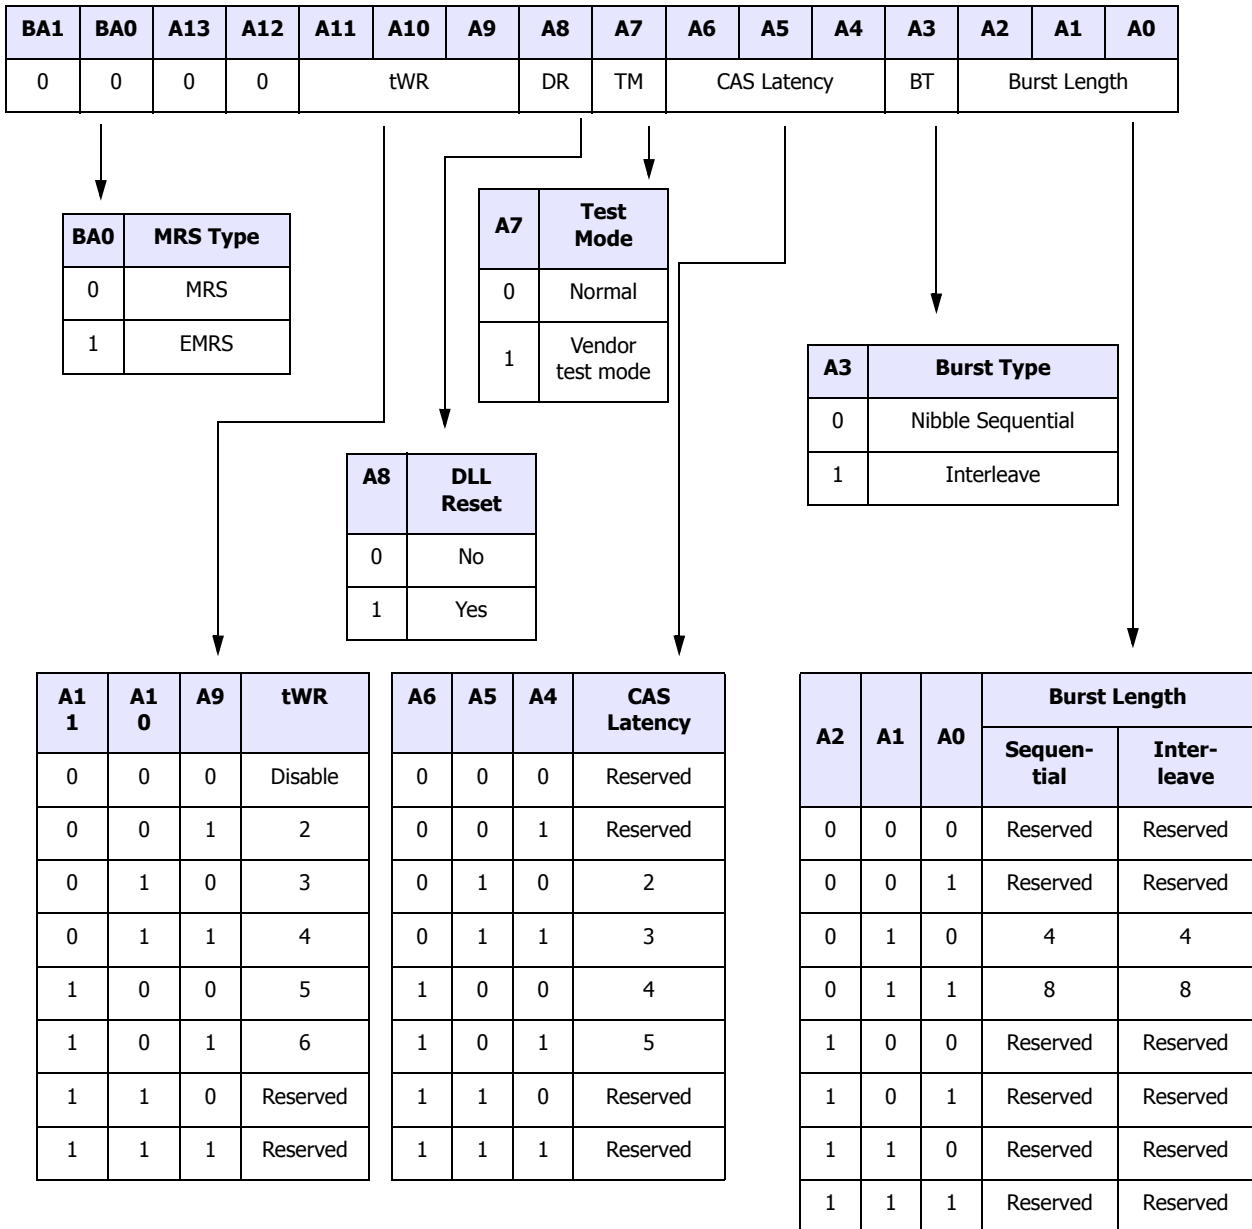 BA1 BA0 A13 A12 A11 A10 A9 A8 A7 A6 A5 A4 A3 A2 A1 A0
0 0 0 0 tWR DR TM CAS Latency BT Burst Length
BA0 MRS Type
0 MRS
1 EMRS
A7 Test
Mode
0 Normal
1 Vendor
test mode
A3 Burst Type
0 Nibble Sequential
1 Interleave
A8 DLL
Reset
0 No
1 Yes
A1
1 A1
0 A9 tWR
0 0 0 Disable
0 0 1 2
0 1 0 3
0 1 1 4
1 0 0 5
1 0 1 6
1 1 0 Reserved
1 1 1 Reserved
A6 A5 A4 CAS
Latency
0 0 0 Reserved
0 0 1 Reserved
0 1 0 2
0 1 1 3
1 0 0 4
1 0 1 5
1 1 0 Reserved
1 1 1 Reserved
A2 A1 A0 Burst Length
Sequen-
tial Inter-
leave
0 0 0 Reserved Reserved
0 0 1 Reserved Reserved
0 1 0 4 4
0 1 1 8 8
1 0 0 Reserved Reserved
1 0 1 Reserved Reserved
1 1 0 Reserved Reserved
1 1 1 Reserved Reserved